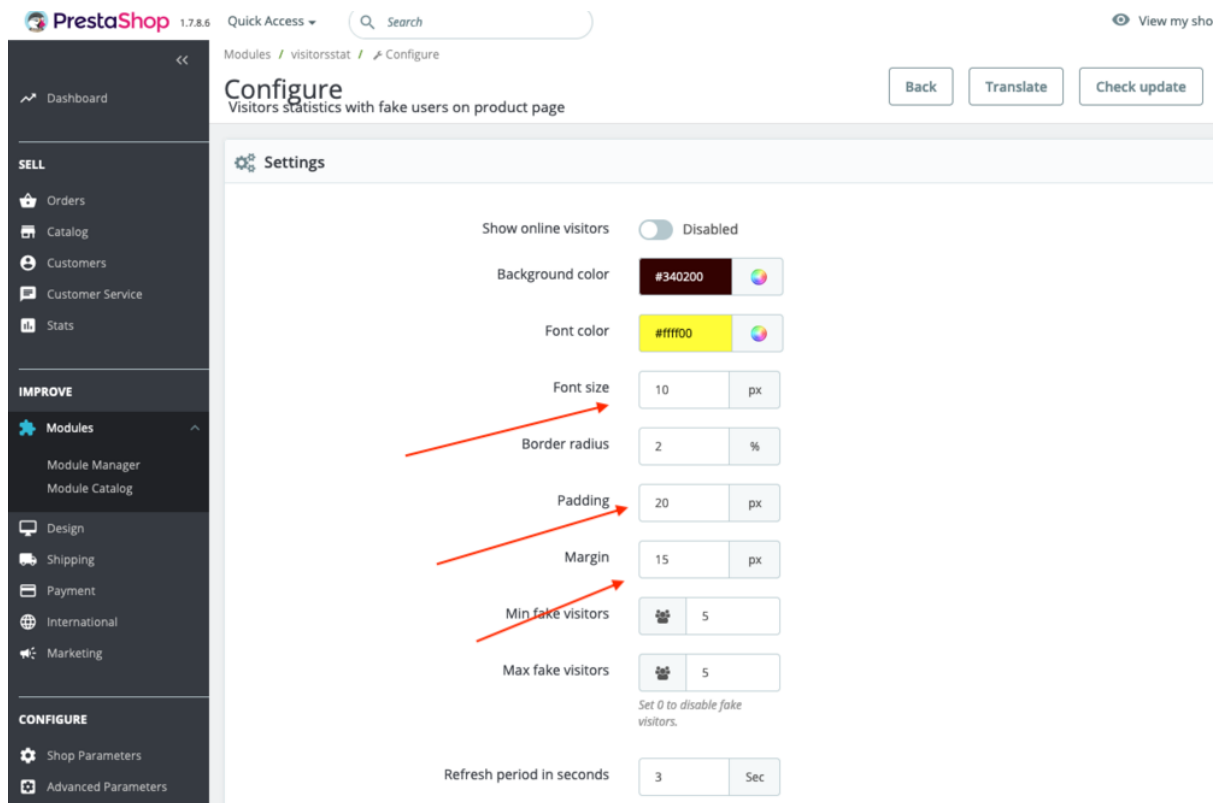 PrestaShop 1.7.8.6 Quick Access Search View my sho
Modules / visitorsstat / Configure
Configure
Visitors statistics with fake users on product page
Back Translate Check update
Dashboard
SELL
Orders
Catalog
Customers
Customer Service
Stats
IMPROVE
Modules
Module Manager
Module Catalog
Design
Shipping
Payment
International
Marketing
CONFIGURE
Shop Parameters
Advanced Parameters
Settings
Show online visitors Disabled
Background color #340200
Font color #ffff00
Font size 10 px
Border radius 2 %
Padding 20 px
Margin 15 px
Min fake visitors 5
Max fake visitors 5
Set 0 to disable fake
visitors.
Refresh period in seconds 3 Sec